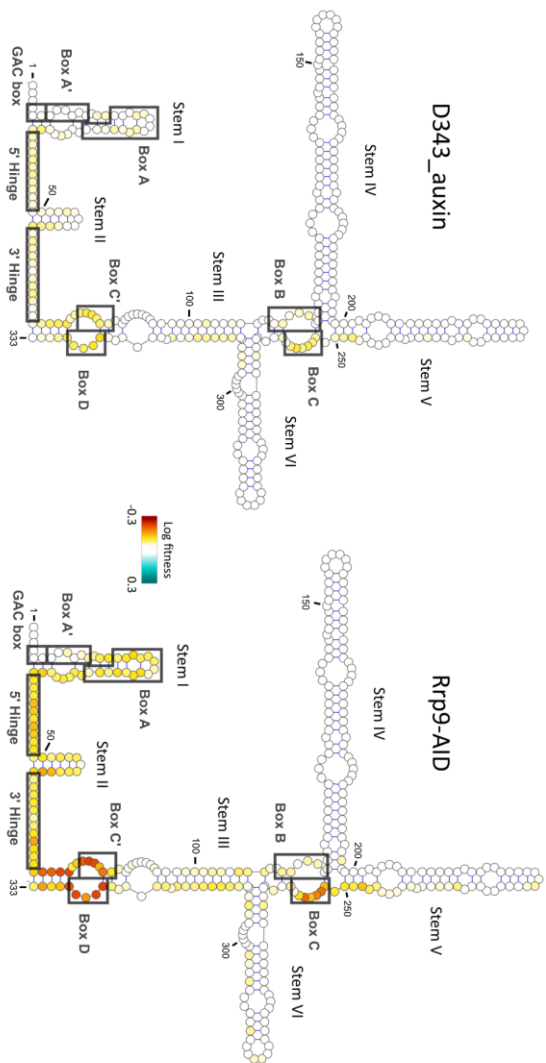 D343_auxin
Stem I
Box A'
Box A
GAC box
1
5' Hinge
50
Stem II
3' Hinge
333
Box C'
Box D
100
Stem III
Box B
Box C
150
Stem IV
200
250
Stem V
300
Stem VI
-0.3
0.3
Log fitness
Rrp9-AID
Stem I
Box A'
Box A
GAC box
1
5' Hinge
50
Stem II
3' Hinge
333
Box C'
Box D
100
Stem III
Box B
Box C
150
Stem IV
200
250
Stem V
300
Stem VI